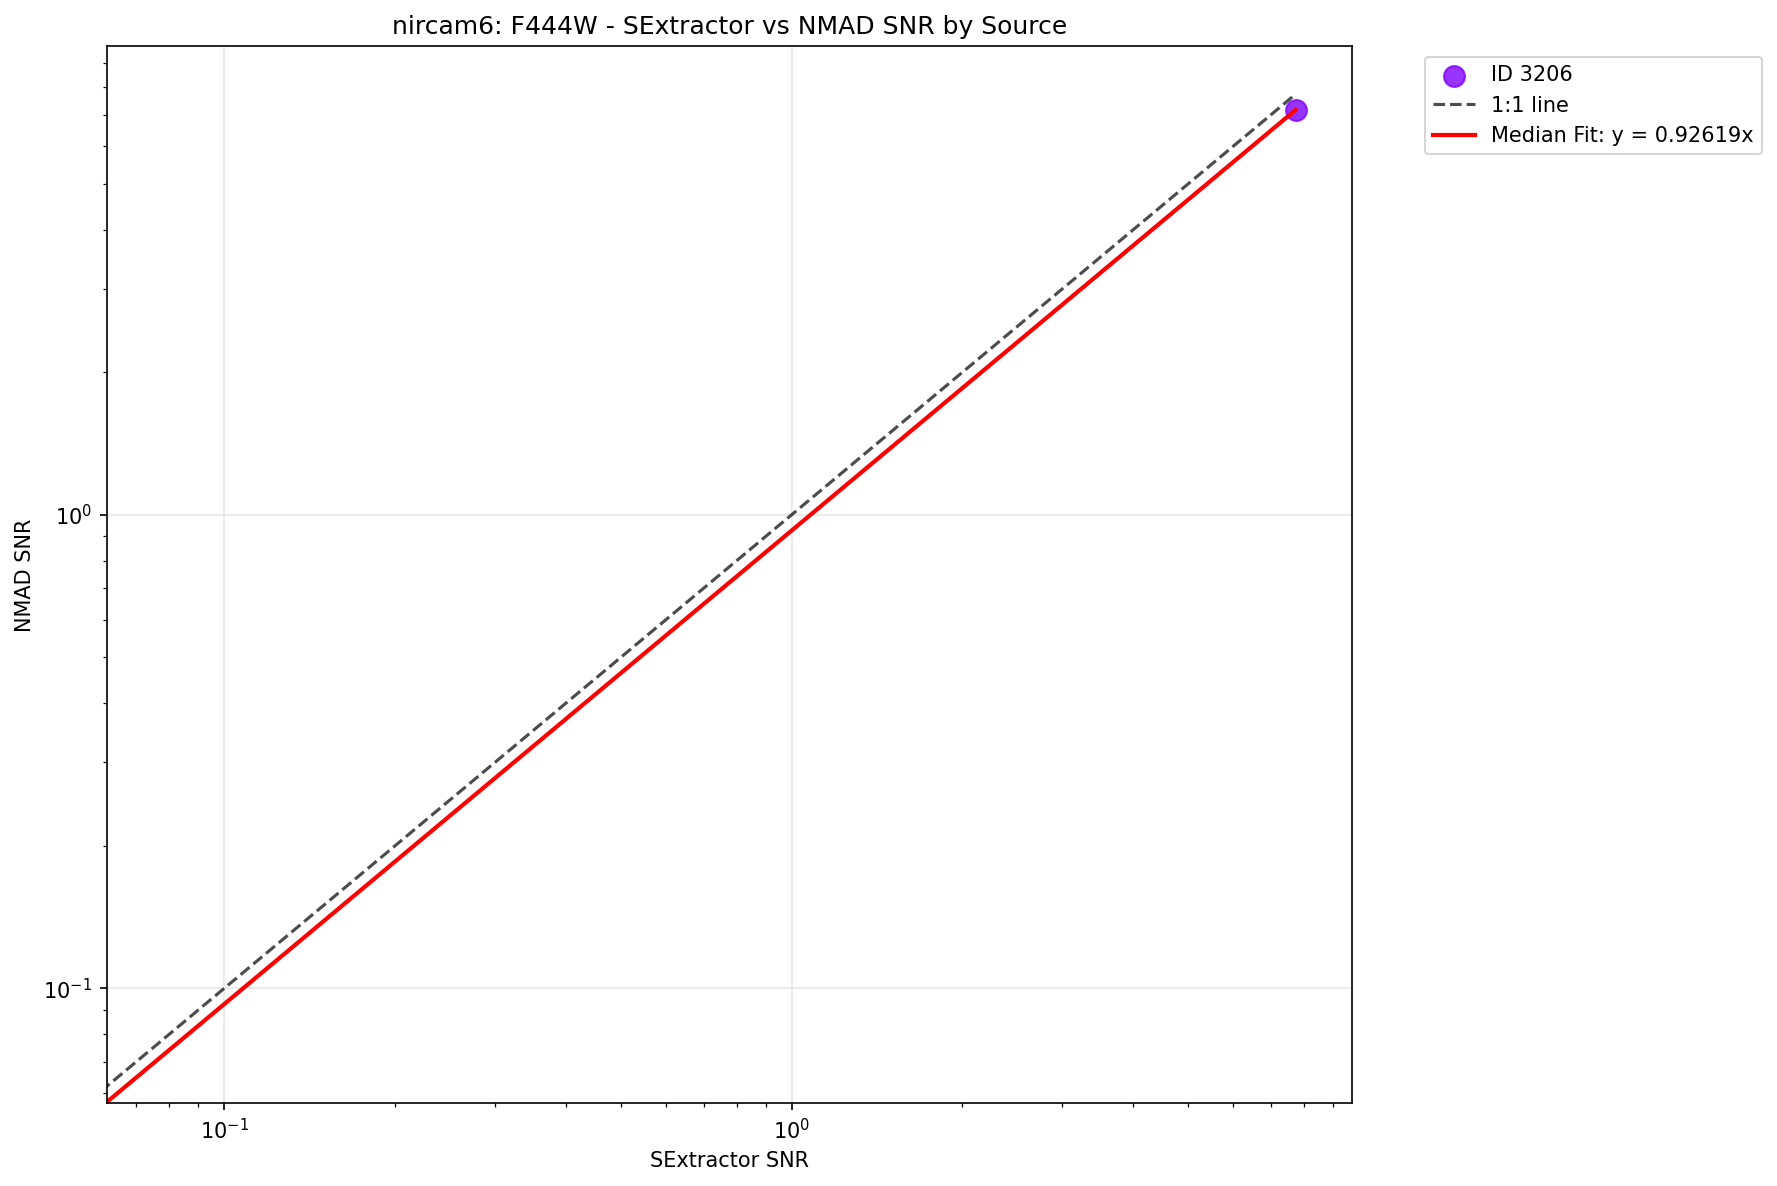 nircam6: F444W - SExtractor vs NMAD SNR by Source
ID 3206
1:1 line
Median Fit: y = 0.92619x
NMAD SNR
10⁰
10⁻¹
10⁻¹
10⁰
SExtractor SNR